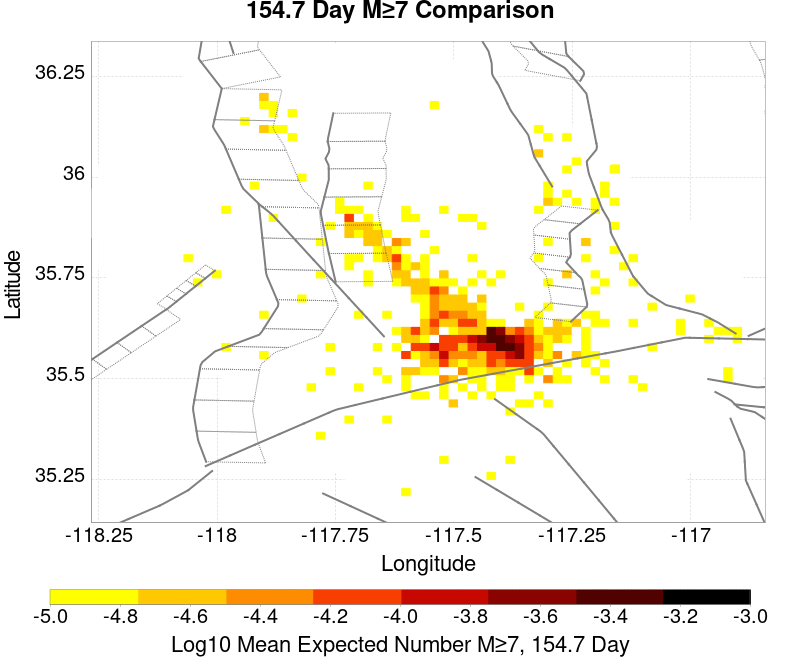 154.7 Day M≥7 Comparison
36.25
36
35.75
35.5
35.25
Latitude
-118.25 -118 -117.75 -117.5 -117.25 -117
Longitude
-5.0 -4.8 -4.6 -4.4 -4.2 -4.0 -3.8 -3.6 -3.4 -3.2 -3.0
Log10 Mean Expected Number M≥7, 154.7 Day